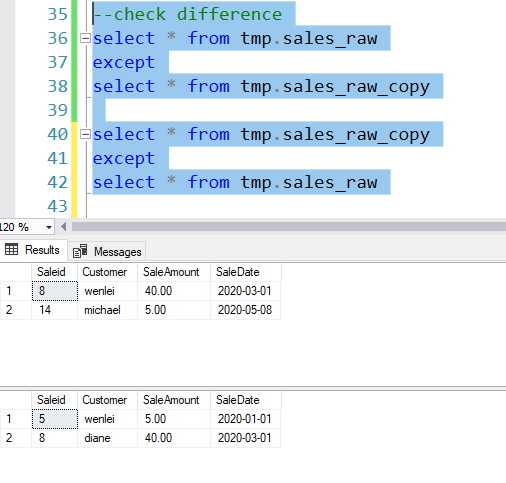 35 --check difference
36 select * from tmp.sales_raw
37 except
38 select * from tmp.sales_raw_copy
39
40 select * from tmp.sales_raw_copy
41 except
42 select * from tmp.sales_raw
43
120 %
Results Messages
Saleid Customer SaleAmount SaleDate
1 8 wenlei 40.00 2020-03-01
2 14 michael 5.00 2020-05-08
Saleid Customer SaleAmount SaleDate
1 5 wenlei 5.00 2020-01-01
2 8 diane 40.00 2020-03-01